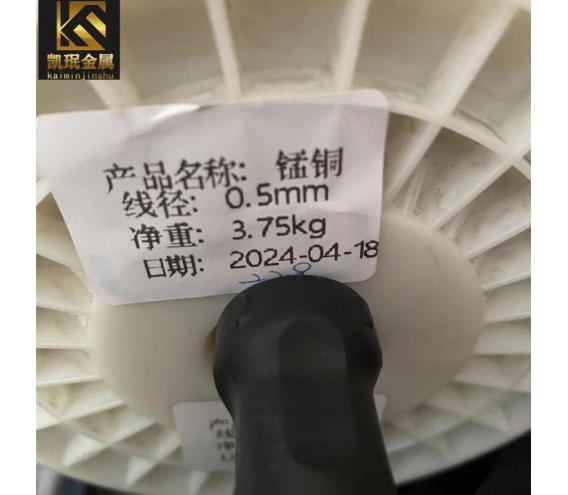 凯珉金属
kaiminjinshu
产品名称: 锰铜
线径: 0.5mm
净重: 3.75kg
日期: 2024-04-18